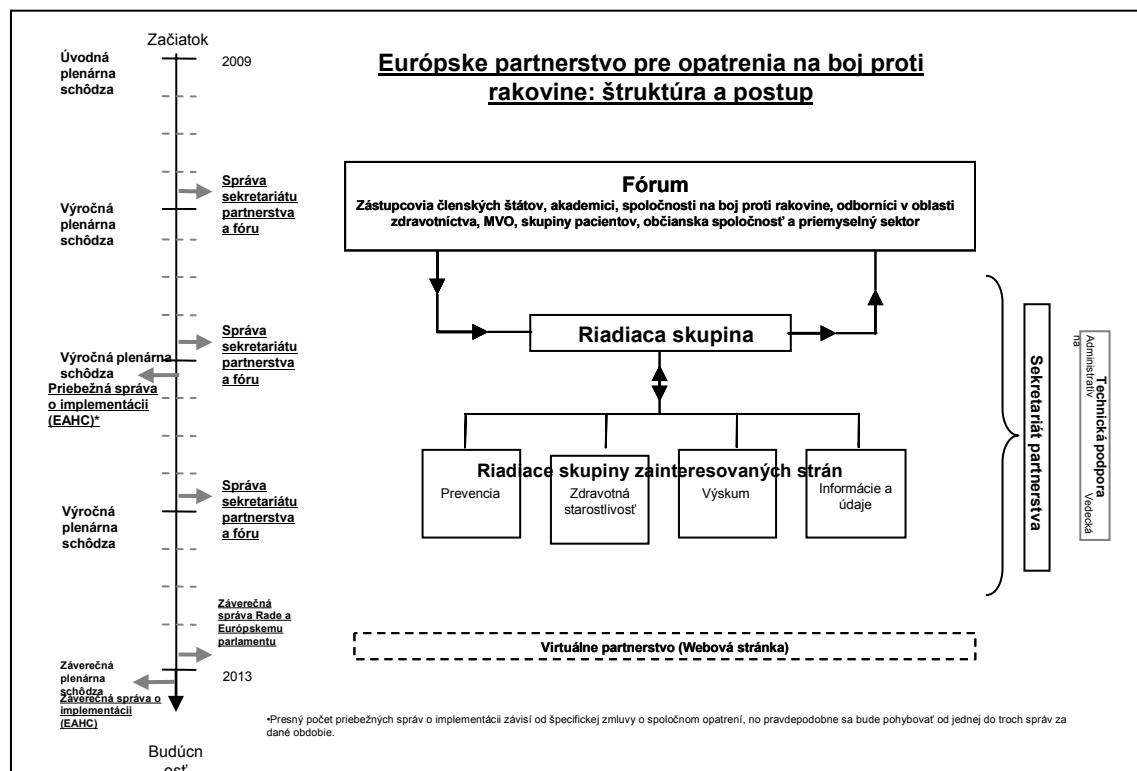 Začiatok
Úvodná
plenárna
schôdza
2009
Správa
sekretariátu
partnerstva
a fóru
Výročná
plenárna
schôdza
Správa
sekretariátu
partnerstva
a fóru
Výročná plenárna
schôdza
Priebežná správa
o implementácii
(EAHC)*
Správa
sekretariátu
partnerstva
a fóru
Výročná
plenárna
schôdza
Záverečná
správa Rade a
Európskemu
parlamentu
Záverečná
plenárna
schôdza
2013
Záverečná správa o
implementácii
(EAHC)
Budúcn
osť
Európske partnerstvo pre opatrenia na boj proti
rakovine: štruktúra a postup
Fórum
Zástupcovia členských štátov, akademici, spoločnosti na boj proti rakovine, odborníci v oblasti
zdravotníctva, MVO, skupiny pacientov, občianska spoločnosť a priemyselný sektor
Riadiaca skupina
Riadiace skupiny zainteresovaných strán
Prevencia
Zdravotná
starostlivosť
Výskum
Informácie a
údaje
Sekretariát partnerstva
Technická podpora
Administratív
na
Vedecká
Virtuálne partnerstvo (Webová stránka)
•Presný počet priebežných správ o implementácii závisí od špecifickej zmluvy o spoločnom opatrení, no pravdepodobne sa bude pohybovať od jednej do troch správ za
dané obdobie.